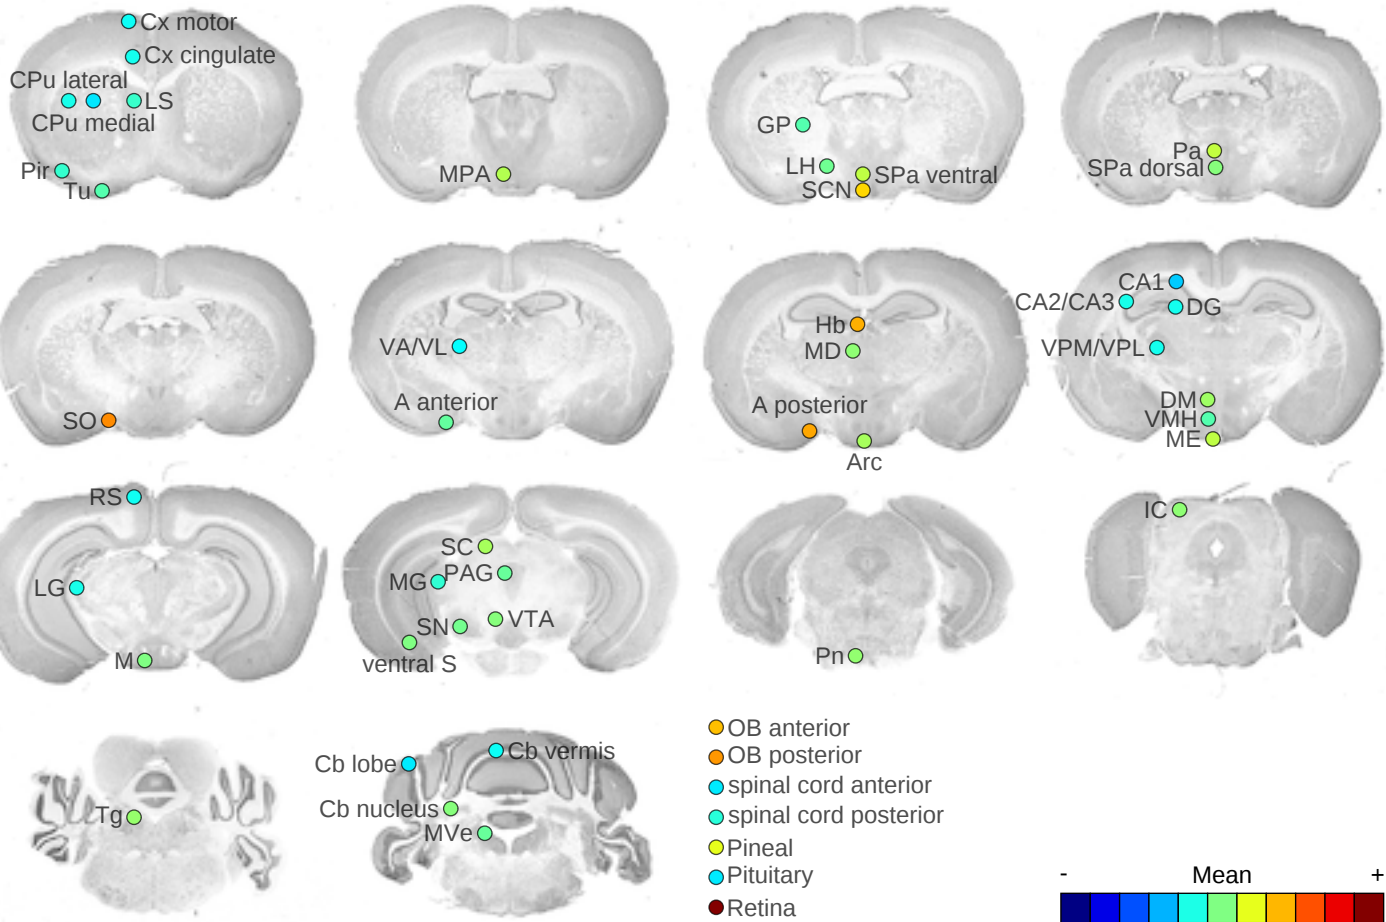 Cx motor
Cx cingulate
CPu lateral
LS
CPu medial
Pir
Tu
MPA
GP
LH
SPa ventral
SCN
Pa
SPa dorsal
SO
VA/VL
A anterior
Hb
MD
A posterior
Arc
CA1
CA2/CA3
DG
VPM/VPL
DM
VMH
ME
RS
LG
M
SC
MG
PAG
SN
VTA
ventral S
Pn
IC
Tg
Cb lobe
Cb vermis
Cb nucleus
MVe
OB anterior
OB posterior
spinal cord anterior
spinal cord posterior
Pineal
Pituitary
Retina
- Mean +